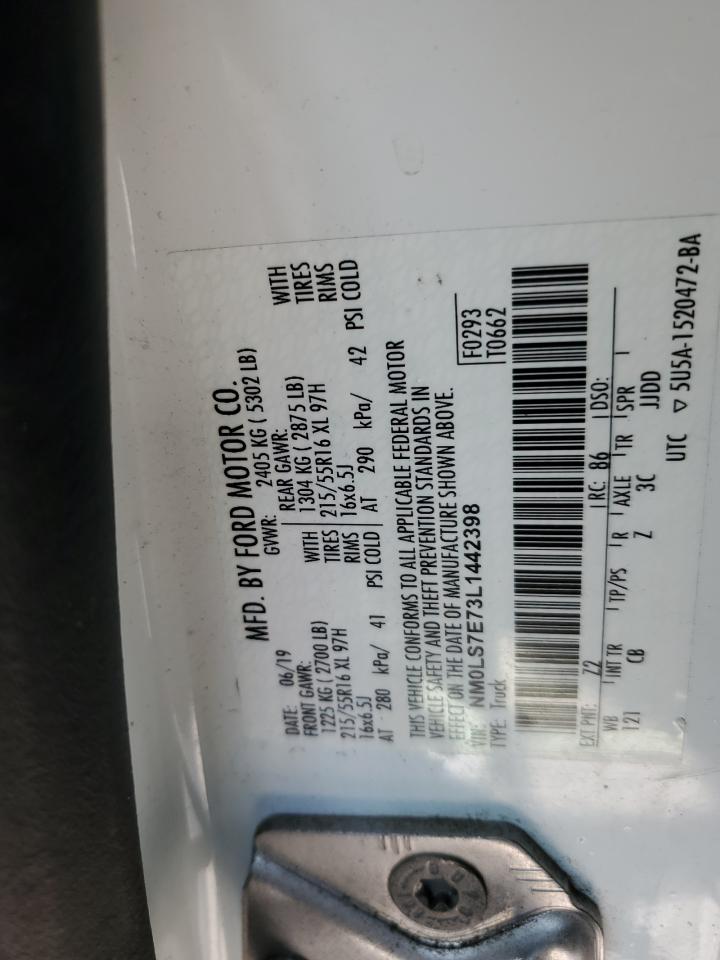 MFD. BY FORD MOTOR CO.
DATE: 06/19
GVWR: 2405 KG ( 5302 LB)
FRONT GAWR:
1225 KG ( 2700 LB)
215/55R16 XL 97H
16x6.5J
AT 280 kPa/ 41 PSI COLD
WITH
TIRES
RIMS
REAR GAWR:
1304 KG ( 2875 LB)
215/55R16 XL 97H
16x6.5J
AT 290 kPa/ 42 PSI COLD
WITH
TIRES
RIMS
THIS VEHICLE CONFORMS TO ALL APPLICABLE FEDERAL MOTOR
VEHICLE SAFETY AND THEFT PREVENTION STANDARDS IN
EFFECT ON THE DATE OF MANUFACTURE SHOWN ABOVE.
VIN: NM0LS7E73L1442398
TYPE: Truck
F0293
T0662
EXT PNT: Z2 RC: 86 DSO:
WB INT TR TP/PS R AXLE TR SPR
121 CB Z 3C JJDD
UTC ▽ 5U5A-1520472-BA